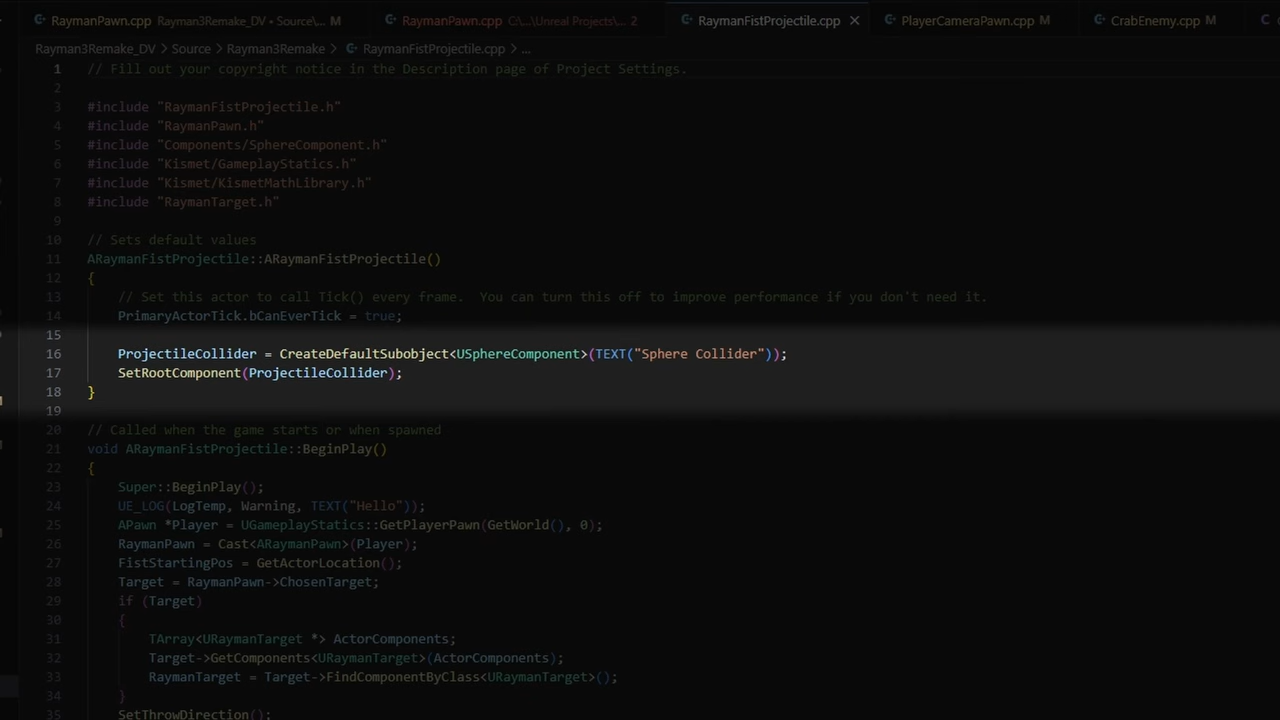 RaymanPawn.cpp Rayman3Remake_DV • Source\... M RaymanPawn.cpp C:\...\Unreal Projects\... 2 RaymanFistProjectile.cpp PlayerCameraPawn.cpp M CrabEnemy.cpp M
Rayman3Remake_DV > Source > Rayman3Remake > RaymanFistProjectile.cpp > ...
1 // Fill out your copyright notice in the Description page of Project Settings.
2
3 #include "RaymanFistProjectile.h"
4 #include "RaymanPawn.h"
5 #include "Components/SphereComponent.h"
6 #include "Kismet/GameplayStatics.h"
7 #include "Kismet/KismetMathLibrary.h"
8 #include "RaymanTarget.h"
9
10 // Sets default values
11 ARaymanFistProjectile::ARaymanFistProjectile()
12 {
13 // Set this actor to call Tick() every frame.  You can turn this off to improve performance if you don't need it.
14 PrimaryActorTick.bCanEverTick = true;
15
16 ProjectileCollider = CreateDefaultSubobject<USphereComponent>(TEXT("Sphere Collider"));
17 SetRootComponent(ProjectileCollider);
18 }
19
20 // Called when the game starts or when spawned
21 void ARaymanFistProjectile::BeginPlay()
22 {
23 Super::BeginPlay();
24 UE_LOG(LogTemp, Warning, TEXT("Hello"));
25 APawn *Player = UGameplayStatics::GetPlayerPawn(GetWorld(), 0);
26 RaymanPawn = Cast<ARaymanPawn>(Player);
27 FistStartingPos = GetActorLocation();
28 Target = RaymanPawn->ChosenTarget;
29 if (Target)
30 {
31 TArray<URaymanTarget *> ActorComponents;
32 Target->GetComponents<URaymanTarget>(ActorComponents);
33 RaymanTarget = Target->FindComponentByClass<URaymanTarget>();
34 }
35 SetThrowDirection();